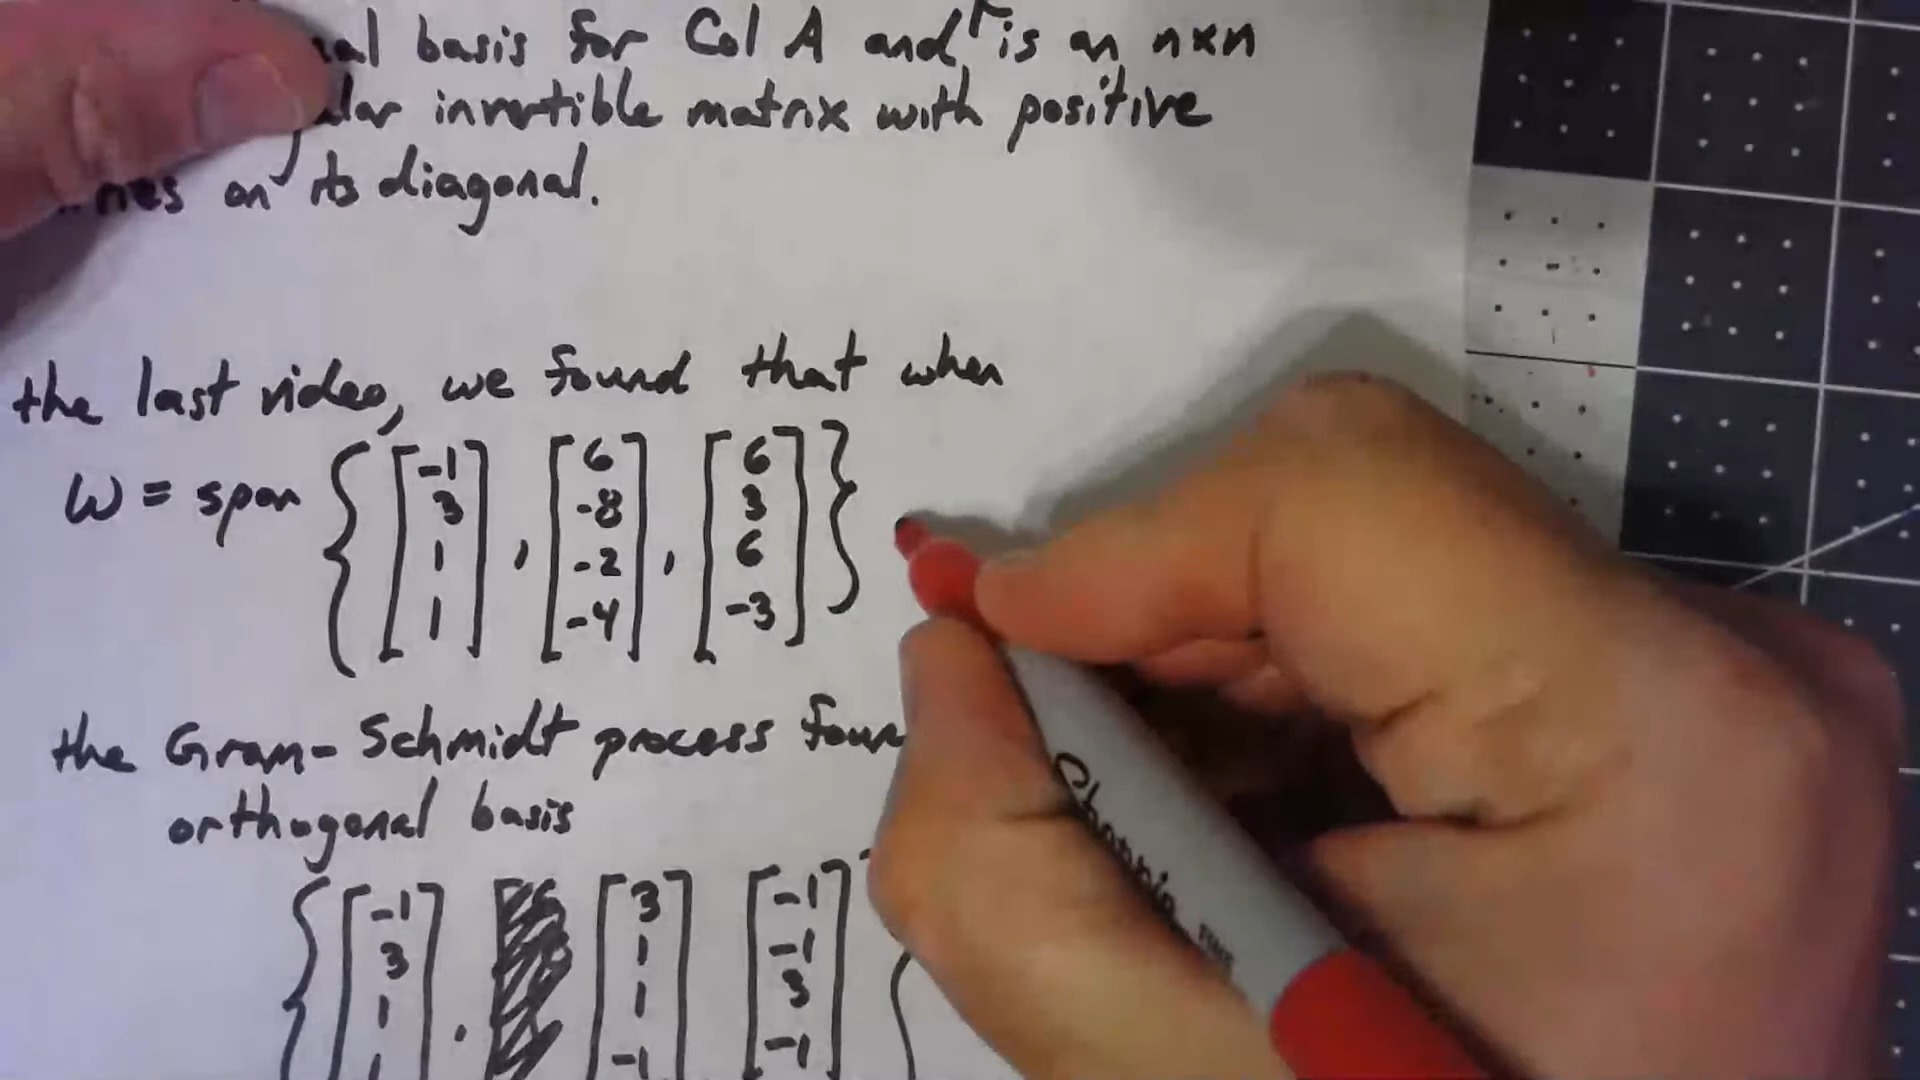 basis for Col A and r is an n×n
invertible matrix with positive
on its diagonal.
the last video, we found that when
W = span { [-1 3 1 1], [6 -8 -2 -4], [6 3 6 -3] }
the Gram-Schmidt process
orthogonal basis
{ [-1 3 1 1], [3 1 1 -1] [-1 -1 3 -1]
Sharpie